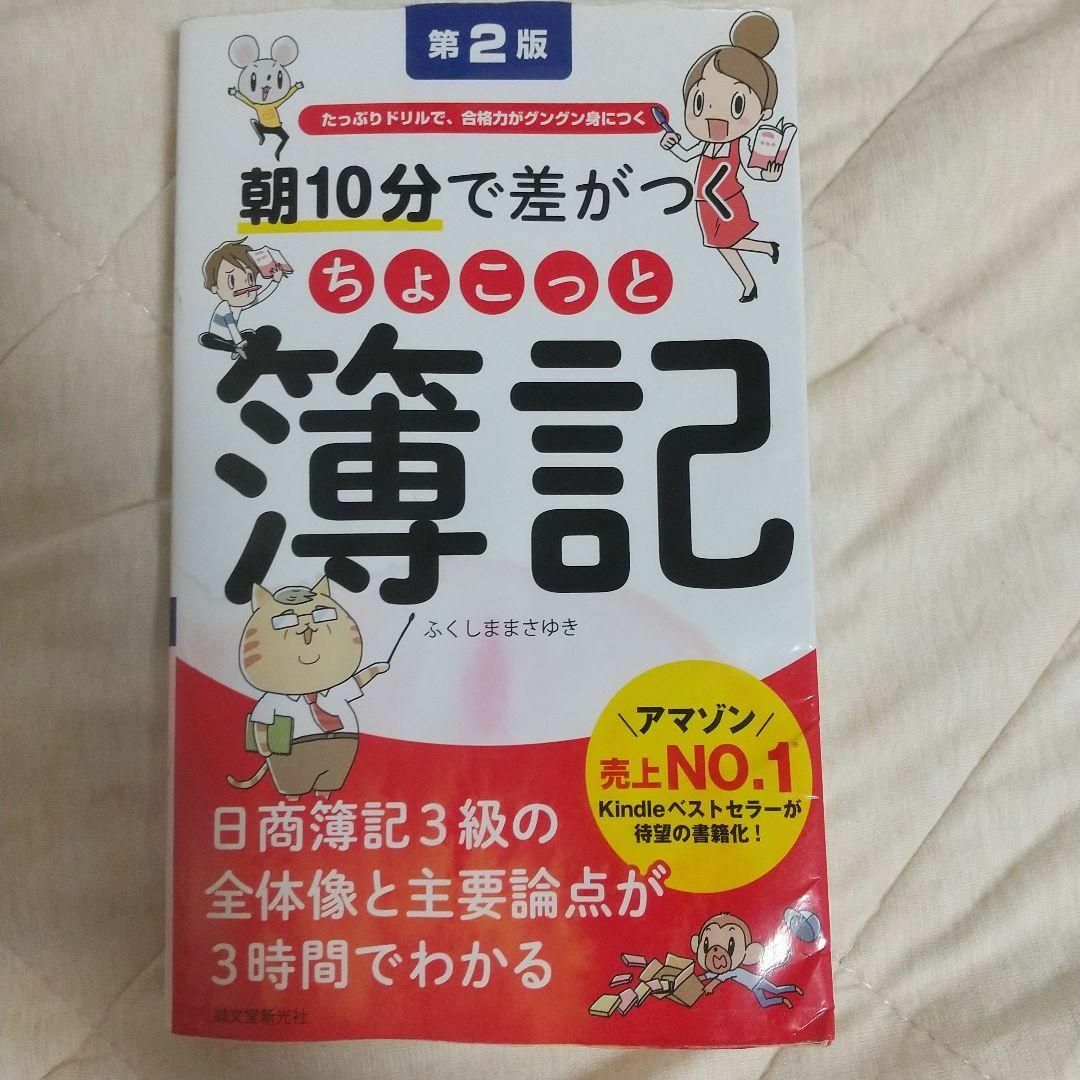 第2版
たっぷりドリルで、合格力がグングン身につく
朝10分で差がつく
ちょこっと
簿記
ふくしままさゆき
\アマゾン/
売上NO.1※
Kindleベストセラーが
待望の書籍化！
日商簿記3級の
全体像と主要論点が
3時間でわかる
誠文堂新光社